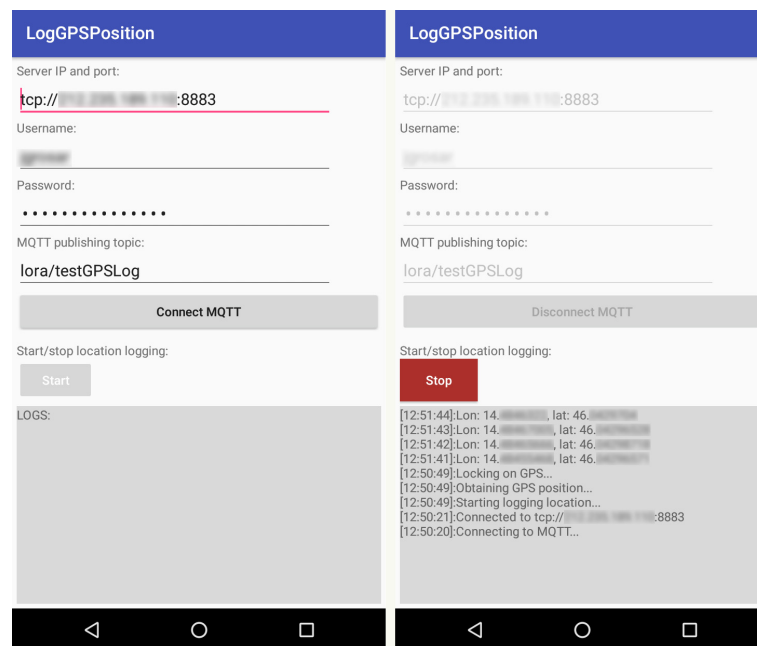 LogGPSPosition
Server IP and port:
tcp:// :8883
Username:
Password:
MQTT publishing topic:
lora/testGPSLog
Connect MQTT
Start/stop location logging:
Start
LOGS:
LogGPSPosition
Server IP and port:
tcp:// :8883
Username:
Password:
MQTT publishing topic:
lora/testGPSLog
Disconnect MQTT
Start/stop location logging:
Stop
[12:51:44]:Lon: 14. , lat: 46.
[12:51:43]:Lon: 14. , lat: 46.
[12:51:42]:Lon: 14. , lat: 46.
[12:51:41]:Lon: 14. , lat: 46.
[12:50:49]:Locking on GPS...
[12:50:49]:Obtaining GPS position...
[12:50:49]:Starting logging location...
[12:50:21]:Connected to tcp:// :8883
[12:50:20]:Connecting to MQTT...